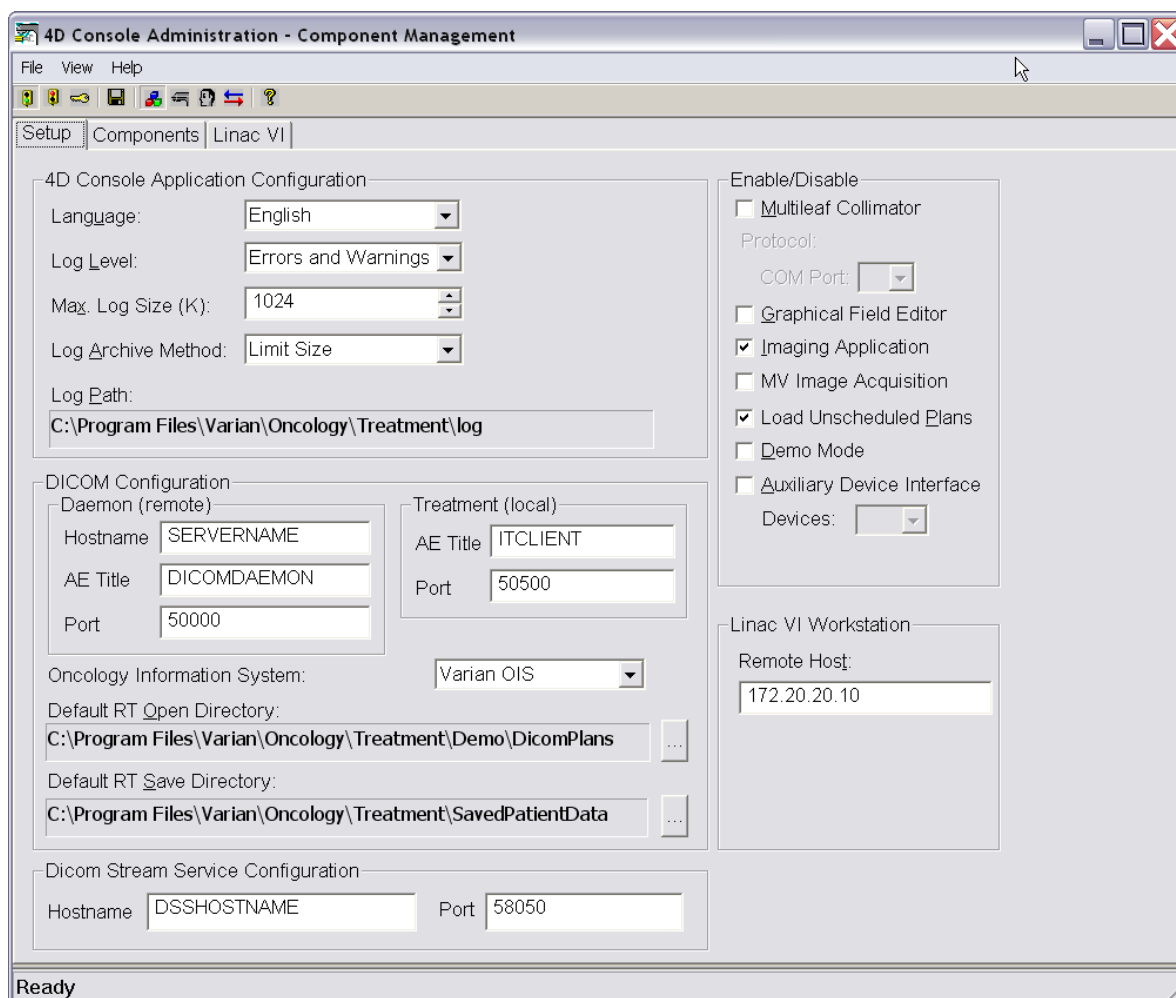 4D Console Administration - Component Management
File View Help
Setup Components Linac VI
4D Console Application Configuration
Language: English
Log Level: Errors and Warnings
Max. Log Size (K): 1024
Log Archive Method: Limit Size
Log Path:
C:\Program Files\Varian\Oncology\Treatment\log
DICOM Configuration
Daemon (remote)
Hostname SERVERNAME
AE Title DICOMDAEMON
Port 50000
Treatment (local)
AE Title ITCLIENT
Port 50500
Oncology Information System: Varian OIS
Default RT Open Directory:
C:\Program Files\Varian\Oncology\Treatment\Demo\DicomPlans
...
Default RT Save Directory:
C:\Program Files\Varian\Oncology\Treatment\SavedPatientData
...
Dicom Stream Service Configuration
Hostname DSSHOSTNAME Port 58050
Enable/Disable
Multileaf Collimator
Protocol:
COM Port:
Graphical Field Editor
Imaging Application
MV Image Acquisition
Load Unscheduled Plans
Demo Mode
Auxiliary Device Interface
Devices:
Linac VI Workstation
Remote Host:
172.20.20.10
Ready